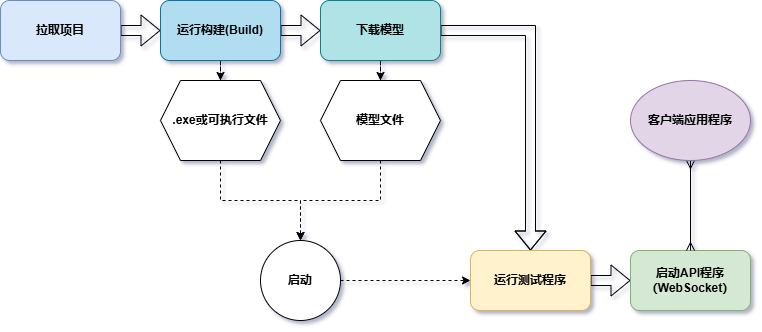 拉取项目
运行构建(Build)
下载模型
.exe或可执行文件
模型文件
客户端应用程序
启动
运行测试程序
启动API程序
(WebSocket)